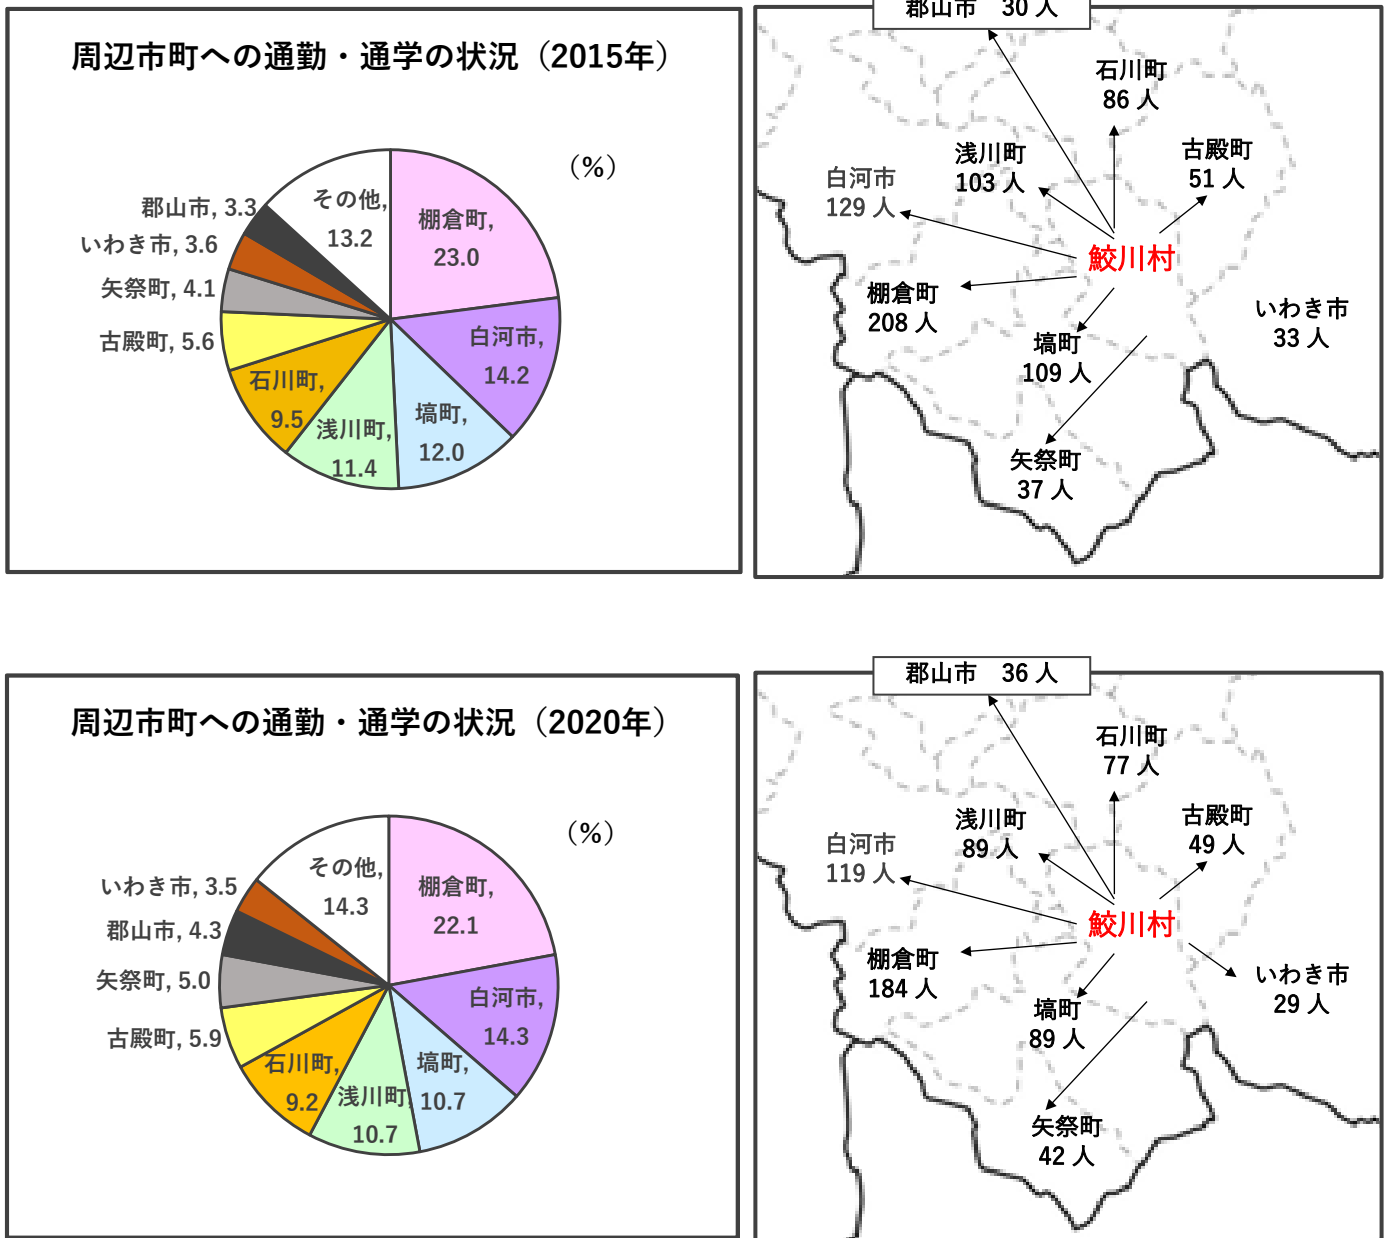 周辺市町への通勤・通学の状況（2015年）
（%）
棚倉町,
23.0
白河市,
14.2
塙町,
12.0
浅川町,
11.4
石川町,
9.5
古殿町, 5.6
矢祭町, 4.1
いわき市, 3.6
郡山市, 3.3
その他,
13.2
郡山市　30 人
石川町
86 人
古殿町
51 人
浅川町
103 人
白河市
129 人
鮫川村
棚倉町
208 人
いわき市
33 人
塙町
109 人
矢祭町
37 人
周辺市町への通勤・通学の状況（2020年）
（%）
棚倉町,
22.1
白河市,
14.3
塙町,
10.7
浅川町,
10.7
石川町,
9.2
古殿町, 5.9
矢祭町, 5.0
郡山市, 4.3
いわき市, 3.5
その他,
14.3
郡山市　36 人
石川町
77 人
古殿町
49 人
浅川町
89 人
白河市
119 人
鮫川村
棚倉町
184 人
いわき市
29 人
塙町
89 人
矢祭町
42 人